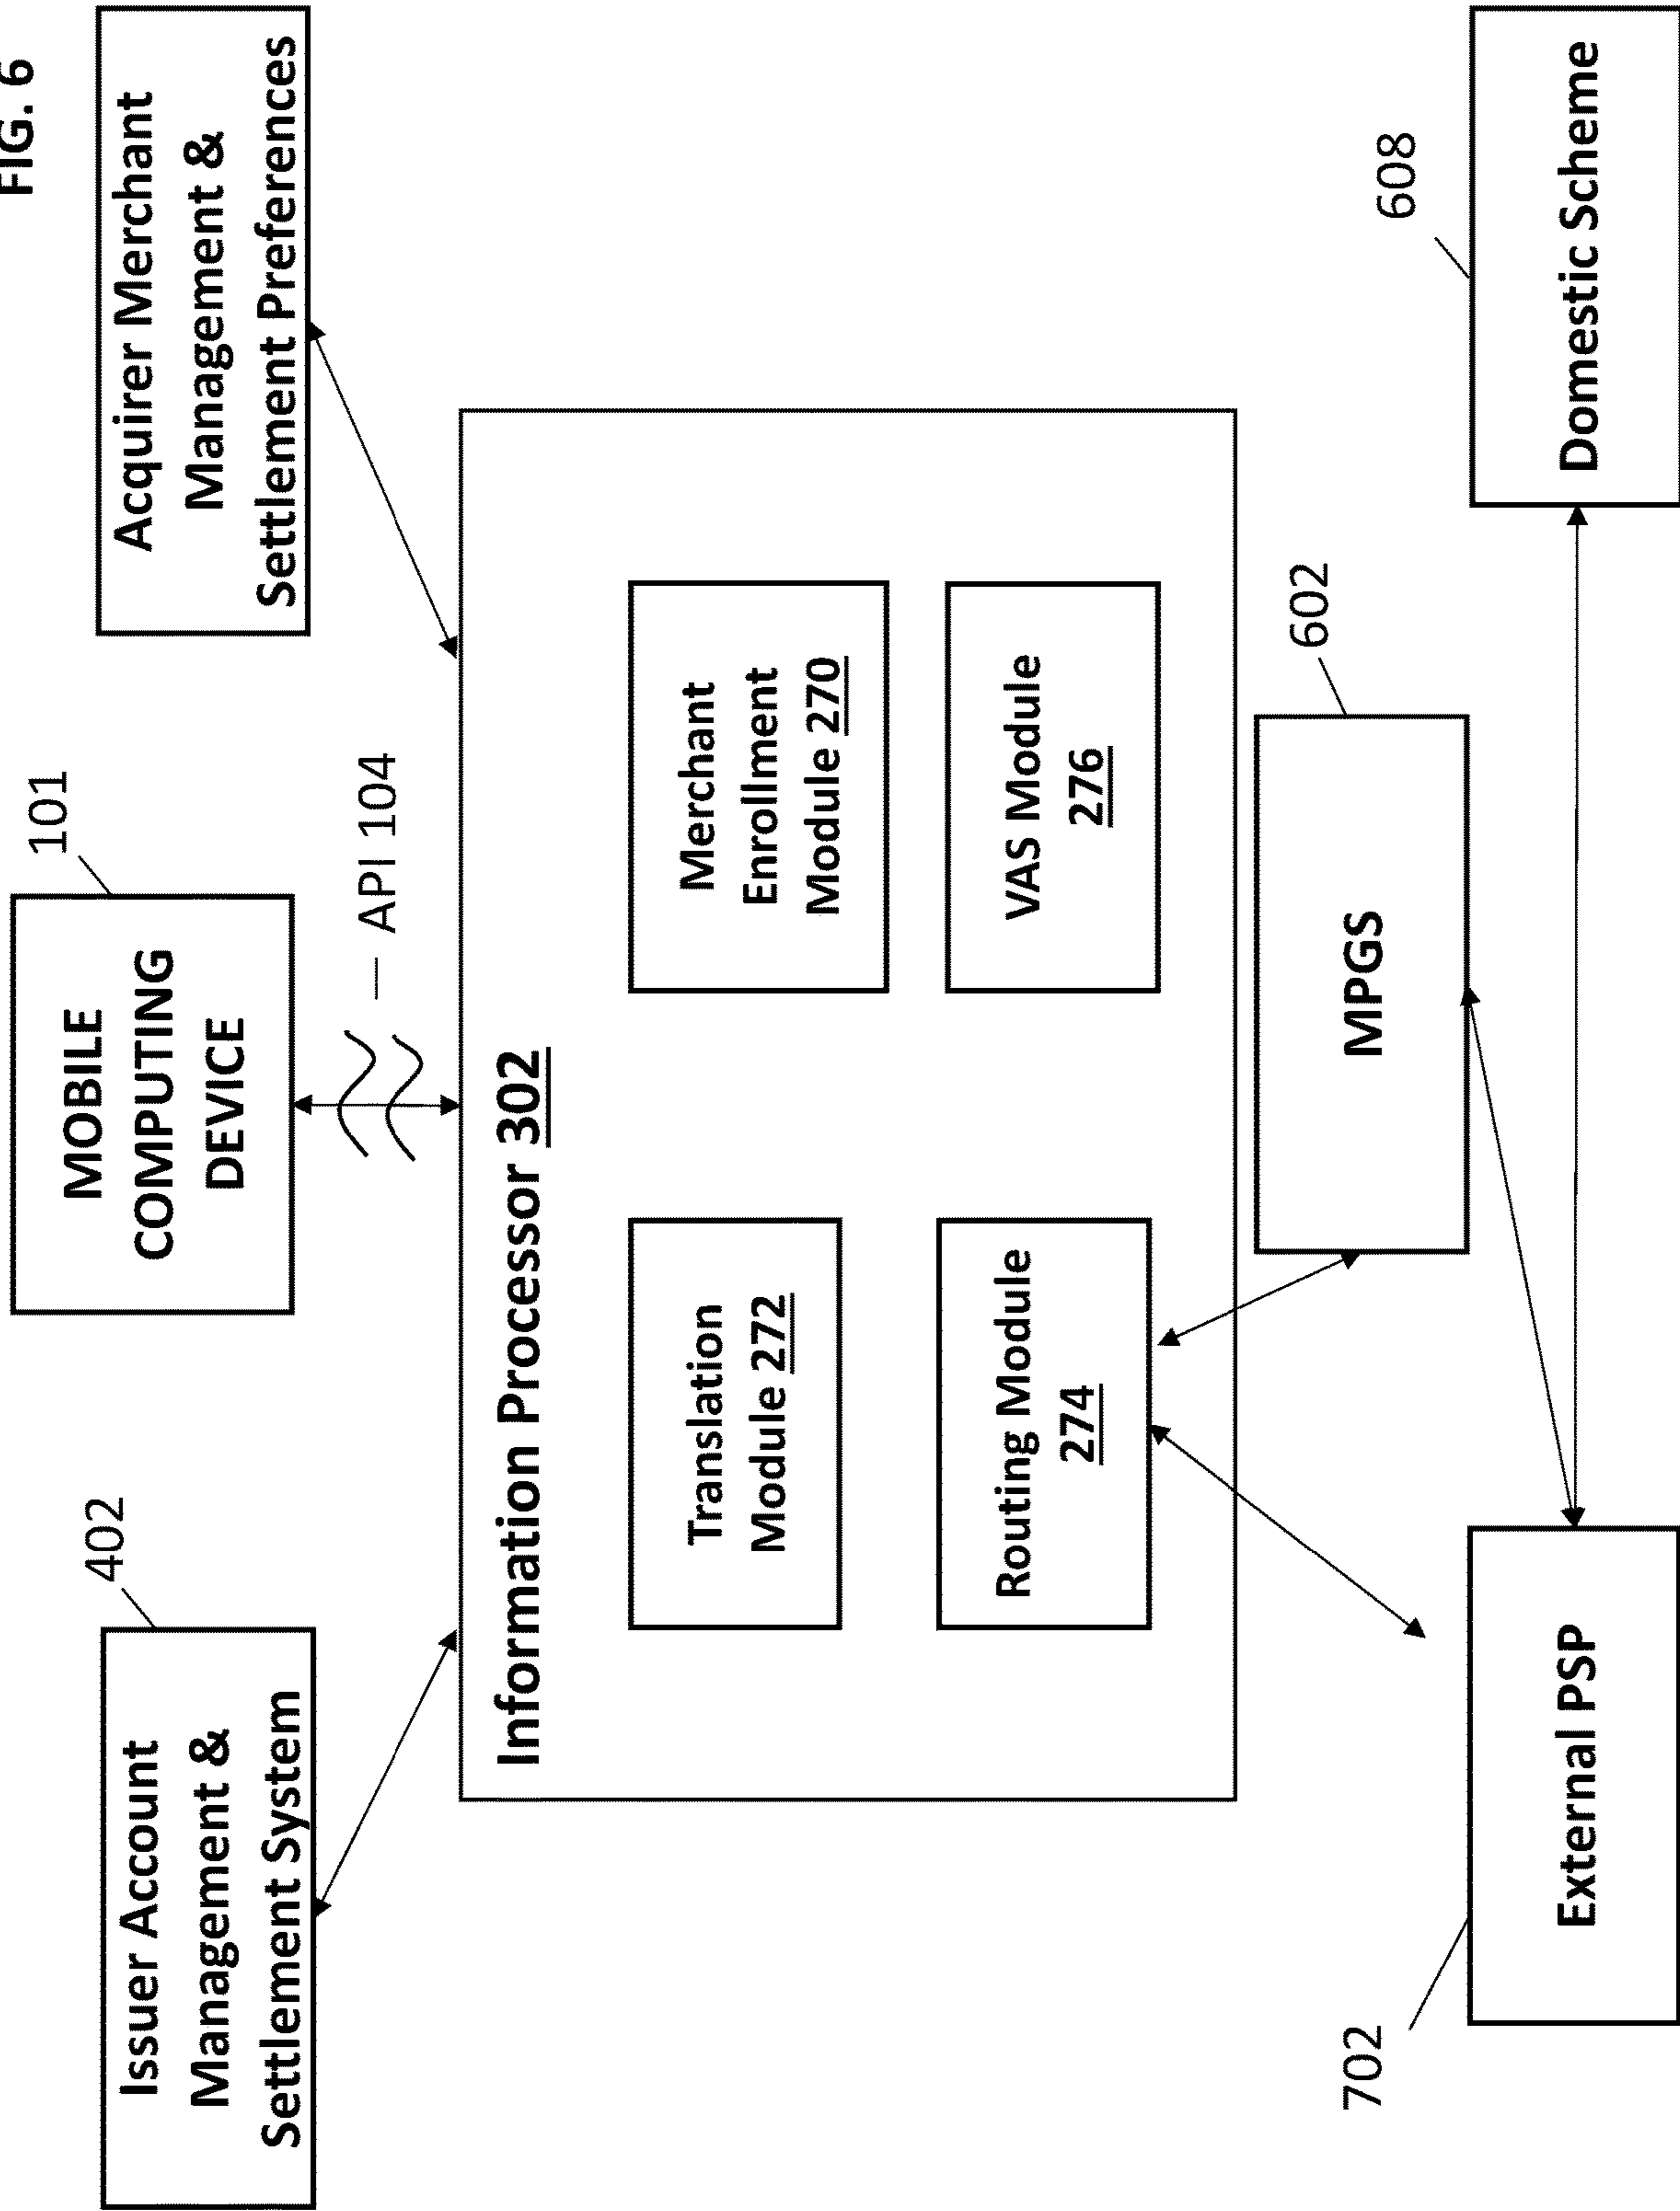 FIG. 6
402
Issuer Account
Management &
Settlement System
101
MOBILE
COMPUTING
DEVICE
API 104
Acquirer Merchant
Management &
Settlement Preferences
Information Processor 302
Translation
Module 272
Merchant
Enrollment
Module 270
Routing Module
274
VAS Module
276
602
MPGS
702
External PSP
608
Domestic Scheme